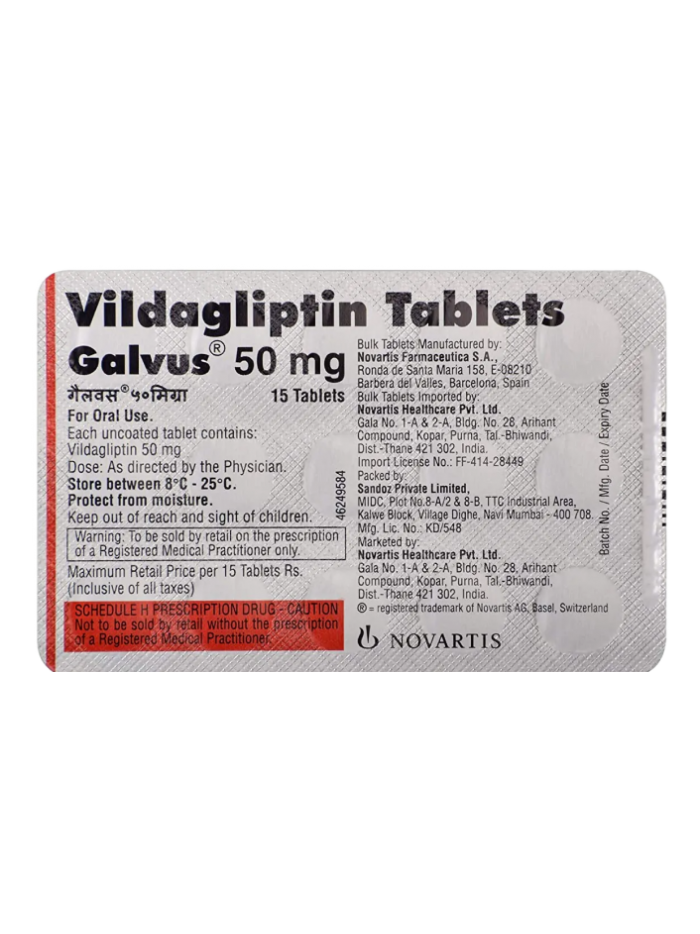 Vildagliptin Tablets
Galvus® 50 mg
गैलवस®५०मिग्रा 15 Tablets
For Oral Use.
Each uncoated tablet contains:
Vildagliptin 50 mg
Dose: As directed by the Physician.
Store between 8°C - 25°C.
Protect from moisture.
Keep out of reach and sight of children.
Warning: To be sold by retail on the prescription
of a Registered Medical Practitioner only.
Maximum Retail Price per 15 Tablets Rs.
(Inclusive of all taxes)
SCHEDULE H PRESCRIPTION DRUG - CAUTION
Not to be sold by retail without the prescription
of a Registered Medical Practitioner.
46249584
Bulk Tablets Manufactured by:
Novartis Farmaceutica S.A.,
Ronda de Santa Maria 158, E-08210
Barbera del Valles, Barcelona, Spain
Bulk Tablets Imported by:
Novartis Healthcare Pvt. Ltd.
Gala No. 1-A & 2-A, Bldg. No. 28, Arihant
Compound, Kopar, Purna, Tal.-Bhiwandi,
Dist.-Thane 421 302, India.
Import License No.: FF-414-28449
Packed by:
Sandoz Private Limited,
MIDC, Plot No.8-A/2 & 8-B, TTC Industrial Area,
Kalwe Block, Village Dighe, Navi Mumbai - 400 708.
Mfg. Lic. No.: KD/548
Marketed by:
Novartis Healthcare Pvt. Ltd.
Gala No. 1-A & 2-A, Bldg. No. 28, Arihant
Compound, Kopar, Purna, Tal.-Bhiwandi,
Dist.-Thane 421 302, India.
® = registered trademark of Novartis AG, Basel, Switzerland
NOVARTIS
Batch No. / Mfg. Date / Expiry Date